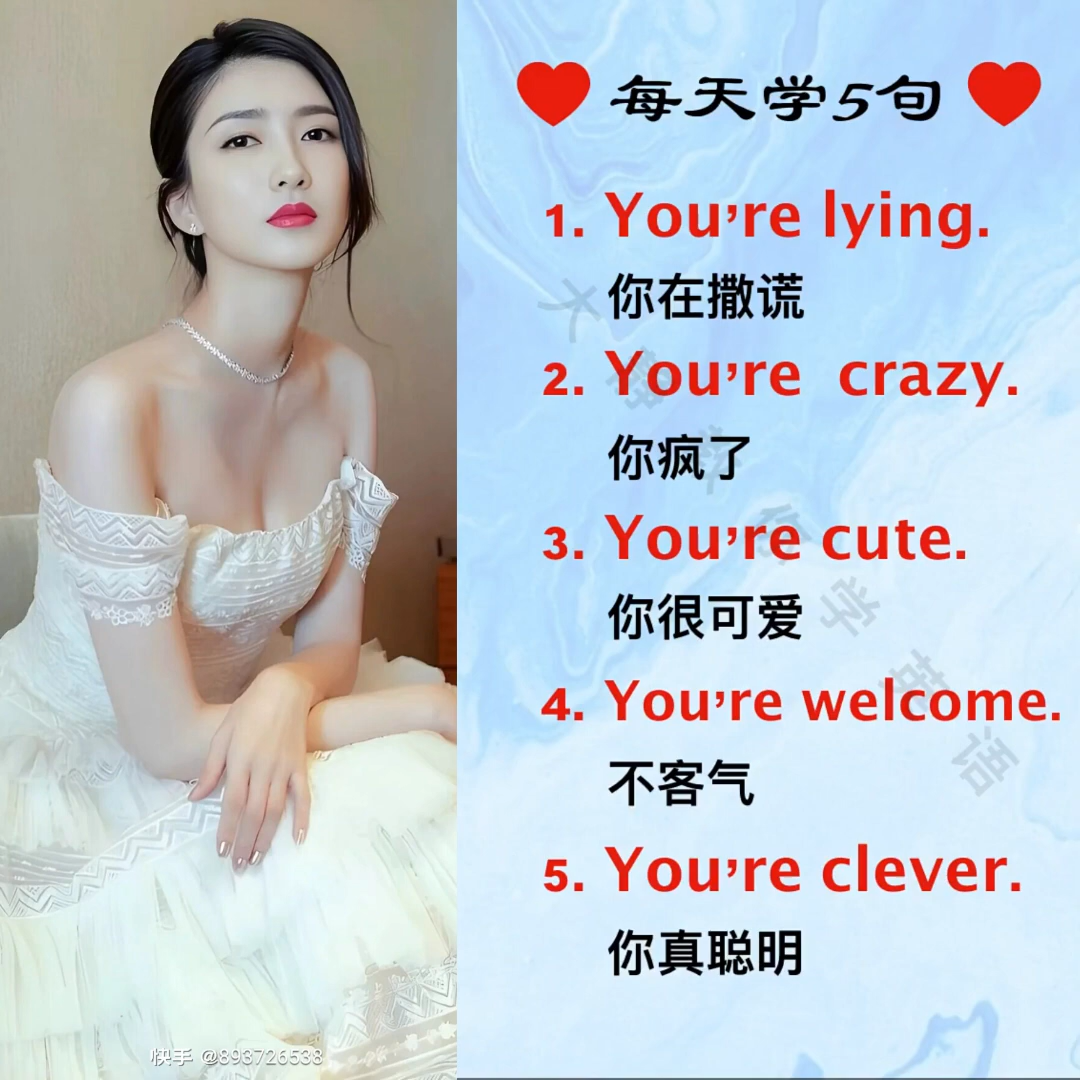 每天学5句
1. You're lying.
你在撒谎
2. You're crazy.
你疯了
3. You're cute.
你很可爱
4. You're welcome.
不客气
5. You're clever.
你真聪明
快手 @893726538